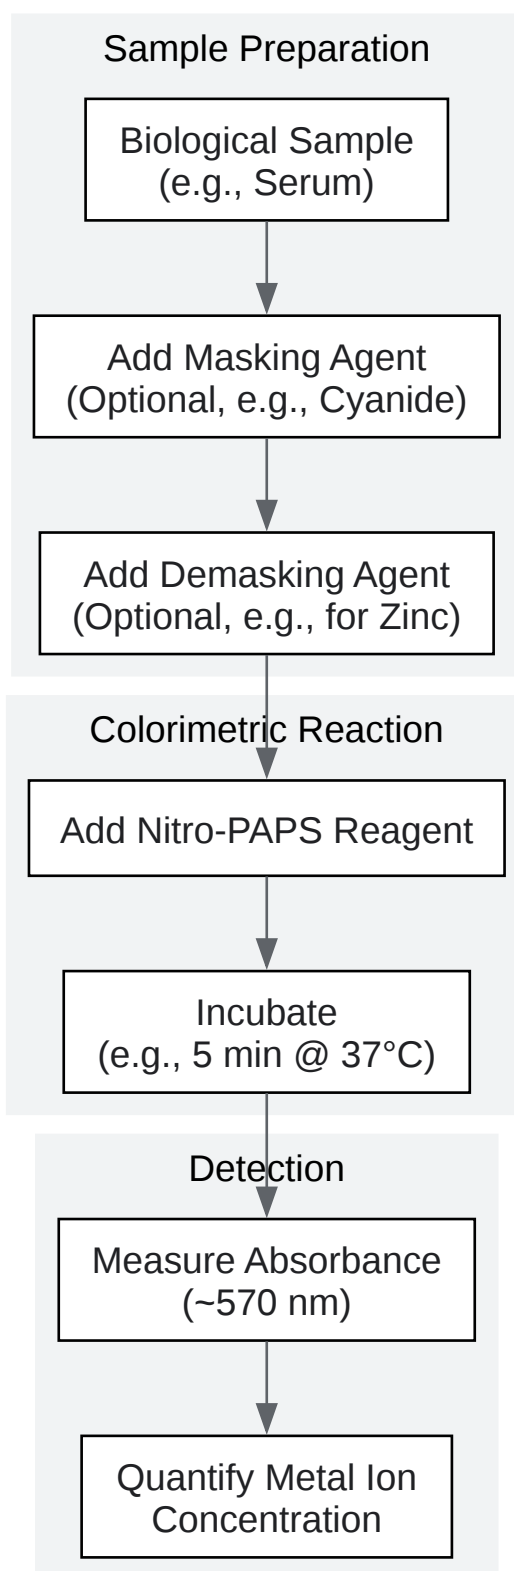 Sample Preparation
Biological Sample
(e.g., Serum)
Add Masking Agent
(Optional, e.g., Cyanide)
Add Demasking Agent
(Optional, e.g., for Zinc)
Colorimetric Reaction
Add Nitro-PAPS Reagent
Incubate
(e.g., 5 min @ 37°C)
Detection
Measure Absorbance
(~570 nm)
Quantify Metal Ion
Concentration